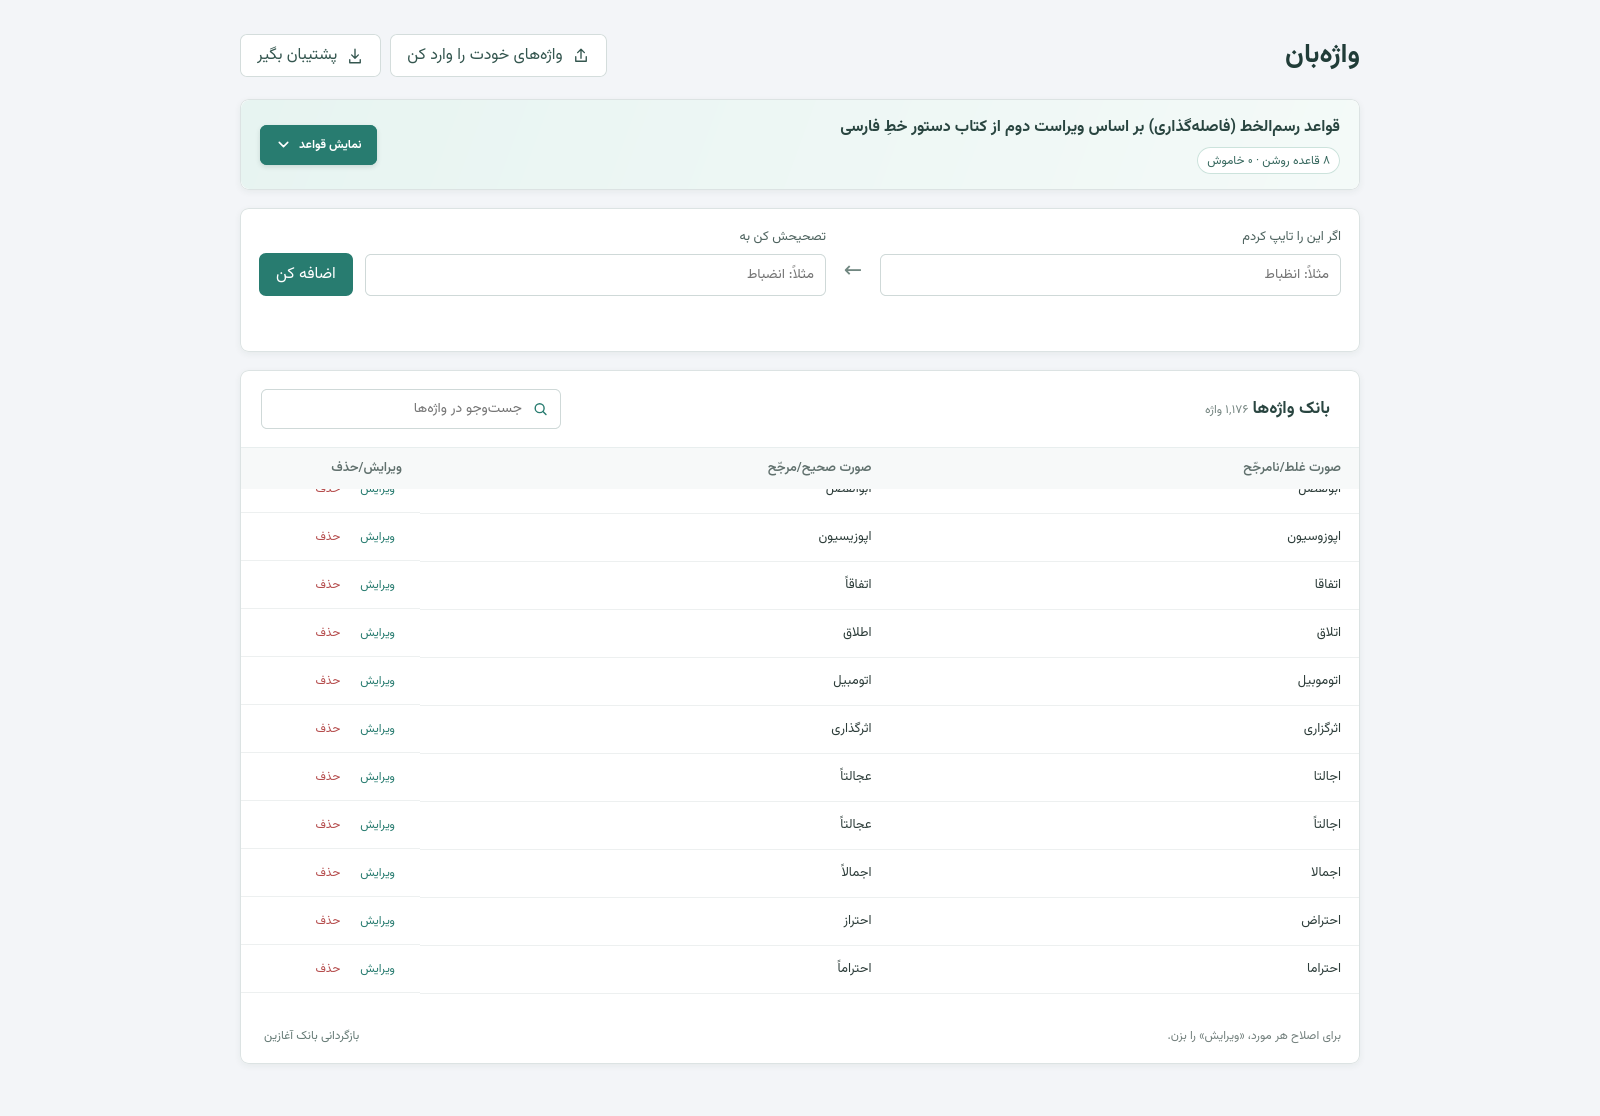 واژه‌بان
واژه‌های خودت را وارد کن
پشتیبان بگیر
قواعد رسم‌الخط (فاصله‌گذاری) بر اساس ویراست دوم از کتاب دستور خطِ فارسی
۸ قاعده روشن · ۰ خاموش
نمایش قواعد
اگر این را تایپ کردم
تصحیحش کن به
مثلاً: انظباط
←
مثلاً: انضباط
اضافه کن
بانک واژه‌ها ۱٬۱۷۶ واژه
جست‌وجو در واژه‌ها
صورت غلط/نامرجّح صورت صحیح/مرجّح ویرایش/حذف
ابولفضل ابوالفضل ویرایش حذف
اپوزوسیون اپوزیسیون ویرایش حذف
اتفاقا اتفاقاً ویرایش حذف
اتلاق اطلاق ویرایش حذف
اتوموبیل اتومبیل ویرایش حذف
اثرگزاری اثرگذاری ویرایش حذف
اجالتا عجالتاً ویرایش حذف
اجالتاً عجالتاً ویرایش حذف
اجمالا اجمالاً ویرایش حذف
احتراض احتراز ویرایش حذف
احتراما احتراماً ویرایش حذف
برای اصلاح هر مورد، «ویرایش» را بزن.
بازگردانی بانک آغازین